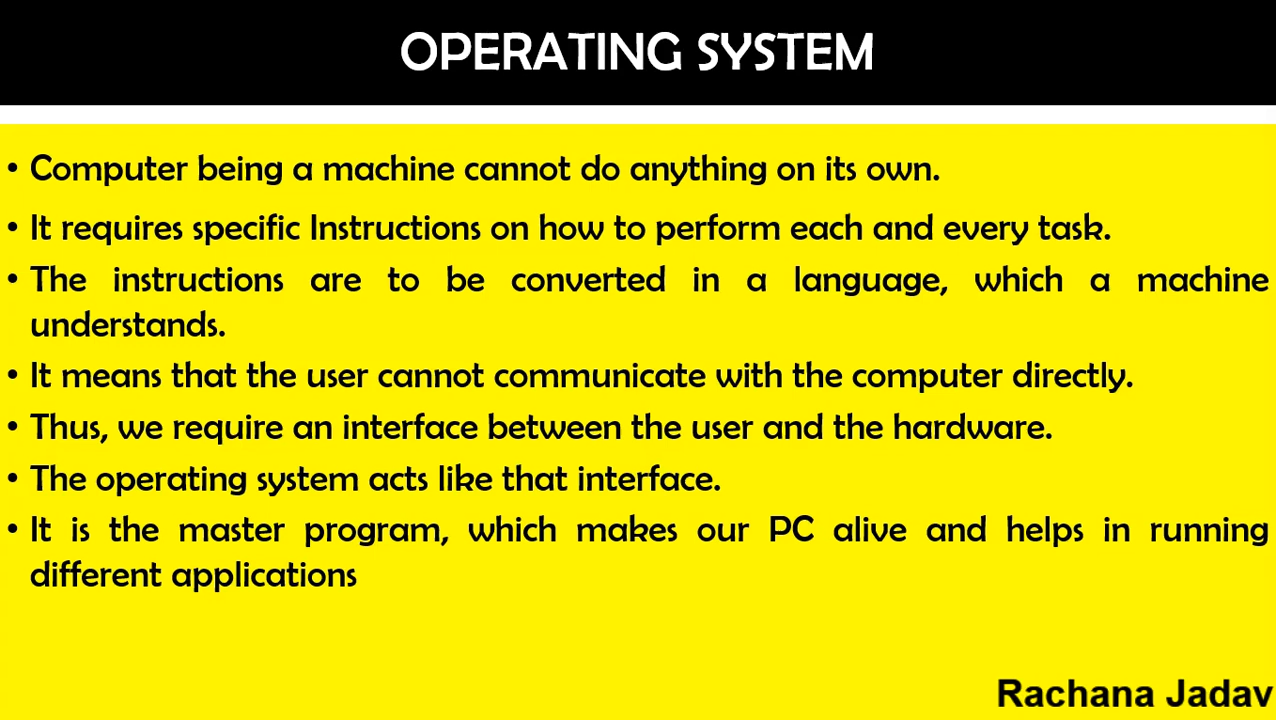 OPERATING SYSTEM
• Computer being a machine cannot do anything on its own.
• It requires specific Instructions on how to perform each and every task.
• The instructions are to be converted in a language, which a machine
understands.
• It means that the user cannot communicate with the computer directly.
• Thus, we require an interface between the user and the hardware.
• The operating system acts like that interface.
• It is the master program, which makes our PC alive and helps in running
different applications
Rachana Jadav